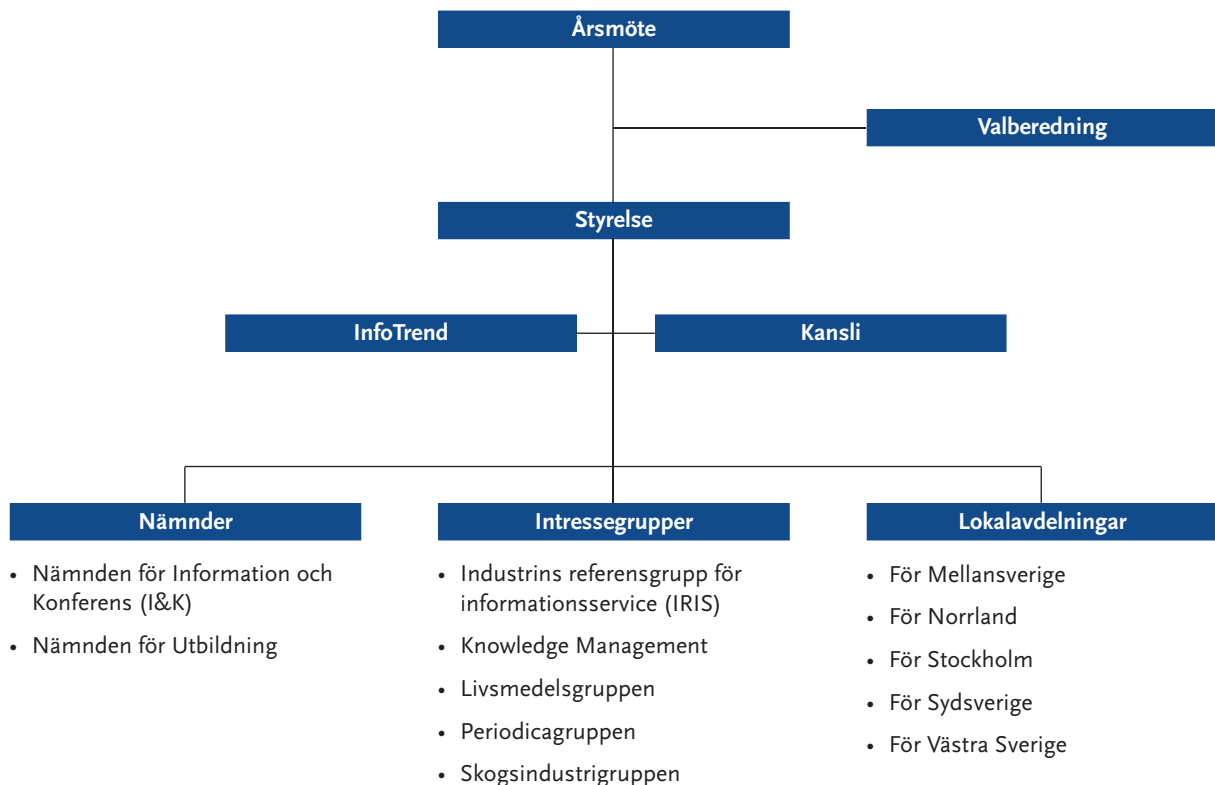 Årsmöte
Valberedning
Styrelse
InfoTrend
Kansli
Nämnder
• Nämnden för Information och
Konferens (I&K)
• Nämnden för Utbildning
Intressegrupper
• Industrins referensgrupp för
informationsservice (IRIS)
• Knowledge Management
• Livsmedelsgruppen
• Periodicagruppen
• Skogsindustrigruppen
Lokalavdelningar
• För Mellansverige
• För Norrland
• För Stockholm
• För Sydsverige
• För Västra Sverige